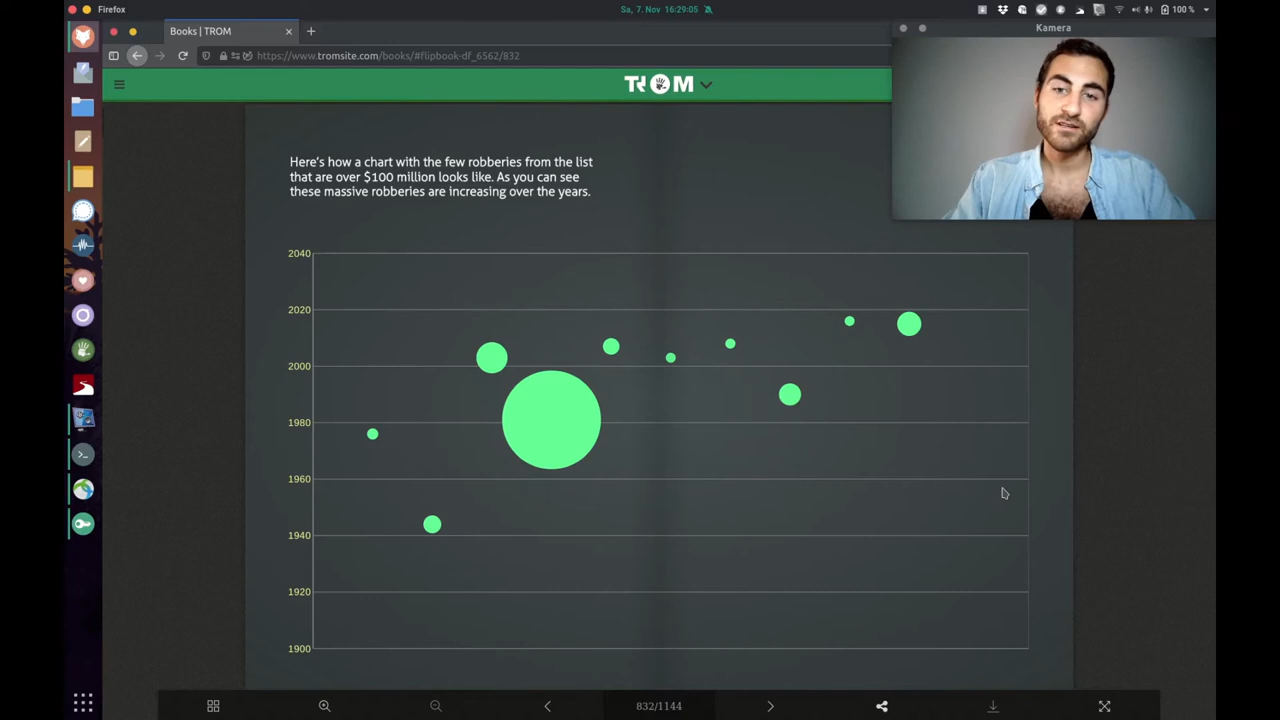 Firefox
Sa, 7. Nov 16:29:05
100 %
Books | TROM
Kamera
https://www.tromsite.com/books/#flipbook-df_6562/832
TROM
Here's how a chart with the few robberies from the list
that are over $100 million looks like. As you can see
these massive robberies are increasing over the years.
2040
2020
2000
1980
1960
1940
1920
1900
832/1144